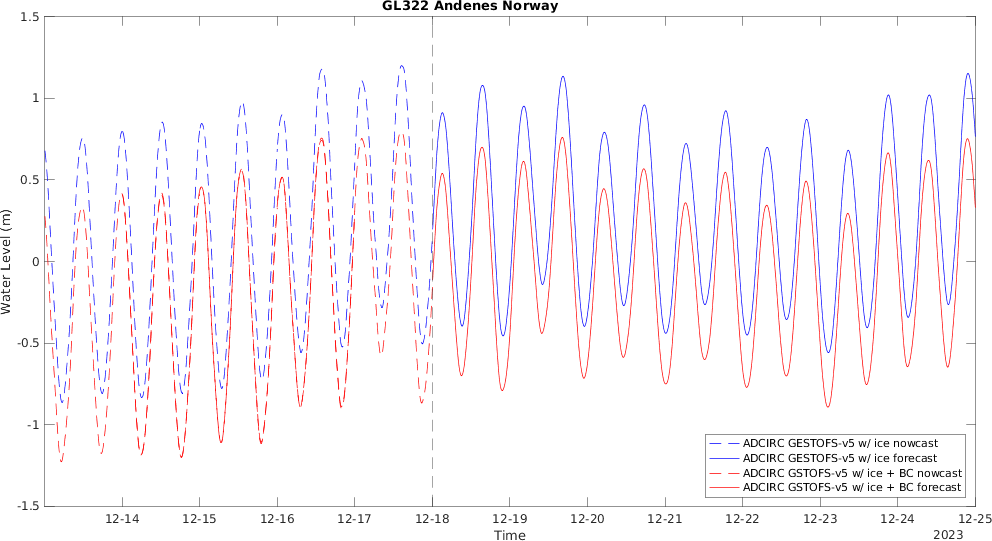 GL322 Andenes Norway
1.5
1
0.5
0
-0.5
-1
-1.5
Water Level (m)
12-14 12-15 12-16 12-17 12-18 12-19 12-20 12-21 12-22 12-23 12-24 12-25
Time
2023
ADCIRC GESTOFS-v5 w/ ice nowcast
ADCIRC GESTOFS-v5 w/ ice forecast
ADCIRC GSTOFS-v5 w/ ice + BC nowcast
ADCIRC GSTOFS-v5 w/ ice + BC forecast